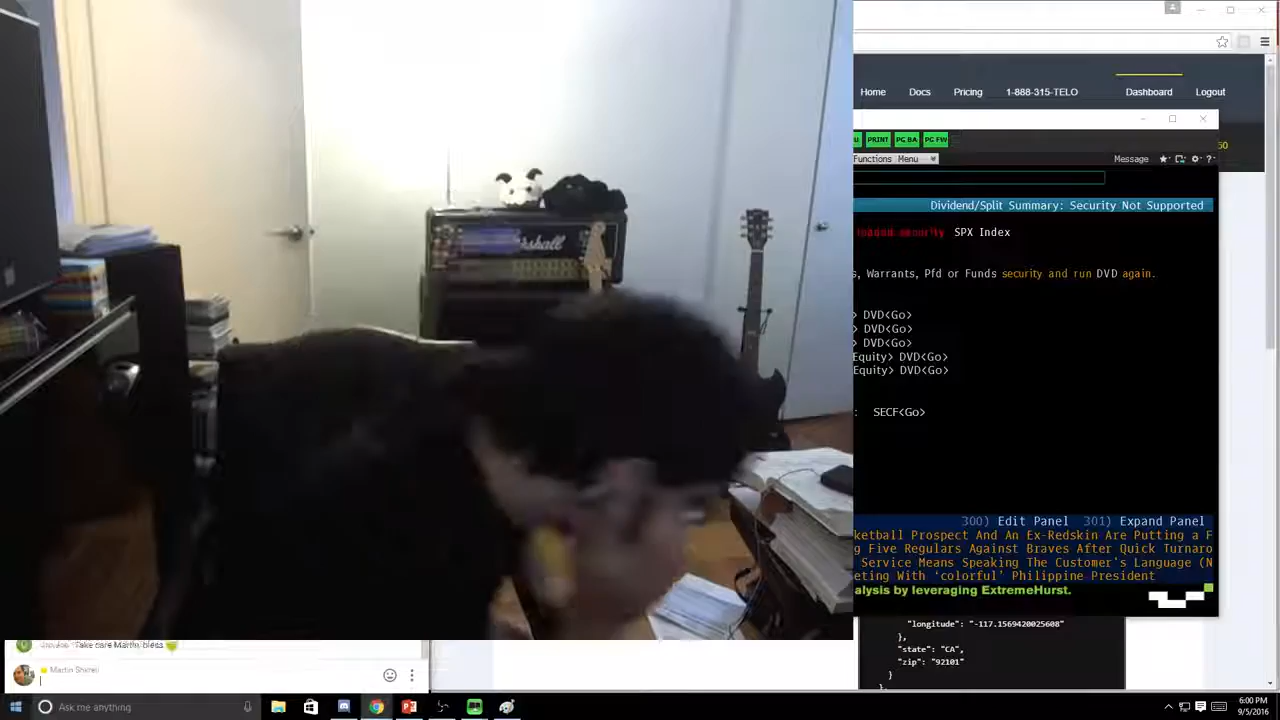 Home Docs Pricing 1-888-315-TELO Dashboard Logout
50
PRINT PC BA PC FW
Functions Menu Message
Dividend/Split Summary: Security Not Supported
security SPX Index
s, Warrants, Pfd or Funds security and run DVD again.
> DVD<Go>
> DVD<Go>
> DVD<Go>
Equity> DVD<Go>
Equity> DVD<Go>
: SECF<Go>
300) Edit Panel 301) Expand Panel
ketball Prospect And An Ex-Redskin Are Putting a F
g Five Regulars Against Braves After Quick Turnaro
Service Means Speaking The Customer's Language (N
eting With 'colorful' Philippine President
alysis by leveraging ExtremeHurst.
Marshall
"longitude": "-117.1569420025608"
},
"state": "CA",
"zip": "92101"
}
},
Take care Martin bless
Martin Shkreli
Ask me anything
6:00 PM
9/5/2016